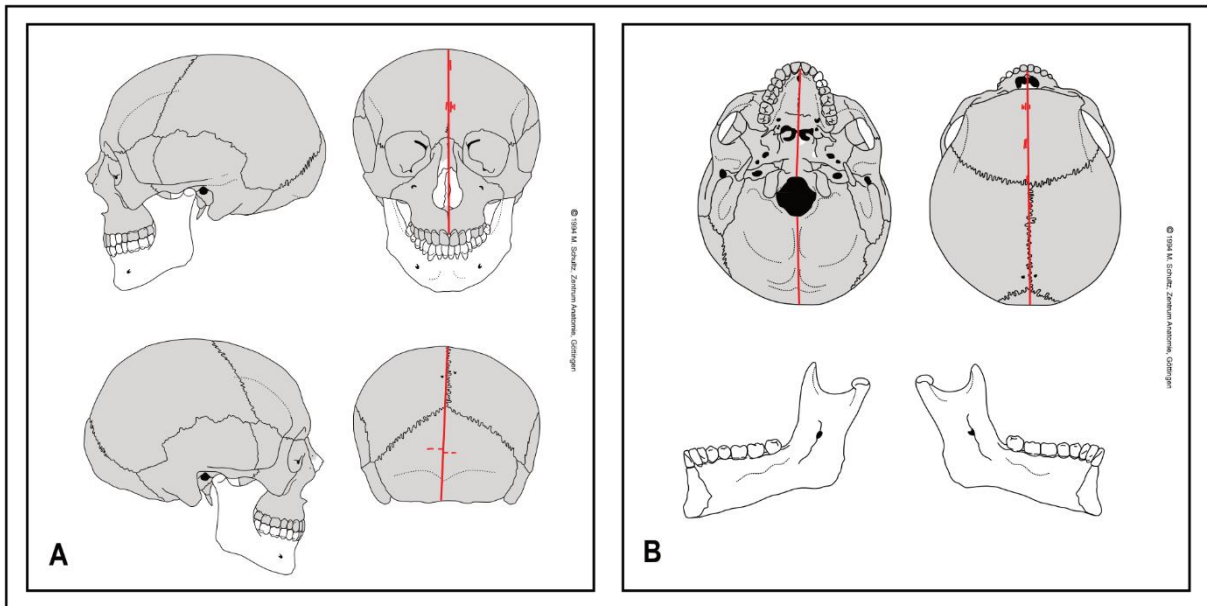 © 1994 M. Schultz, Zentrum Anatomie, Göttingen
A
© 1994 M. Schultz, Zentrum Anatomie, Göttingen
B